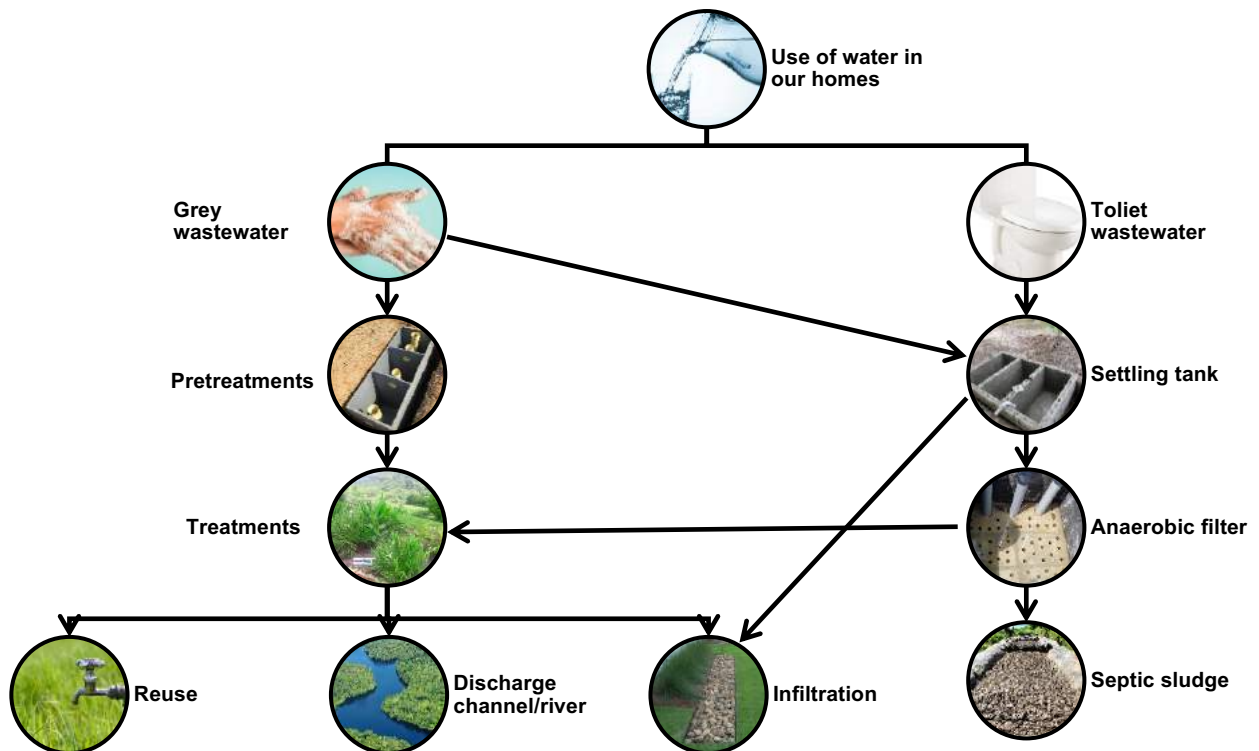 Use of water in
our homes
Grey
wastewater
Toliet
wastewater
Pretreatments
Settling tank
Treatments
Anaerobic filter
Reuse
Discharge
channel/river
Infiltration
Septic sludge